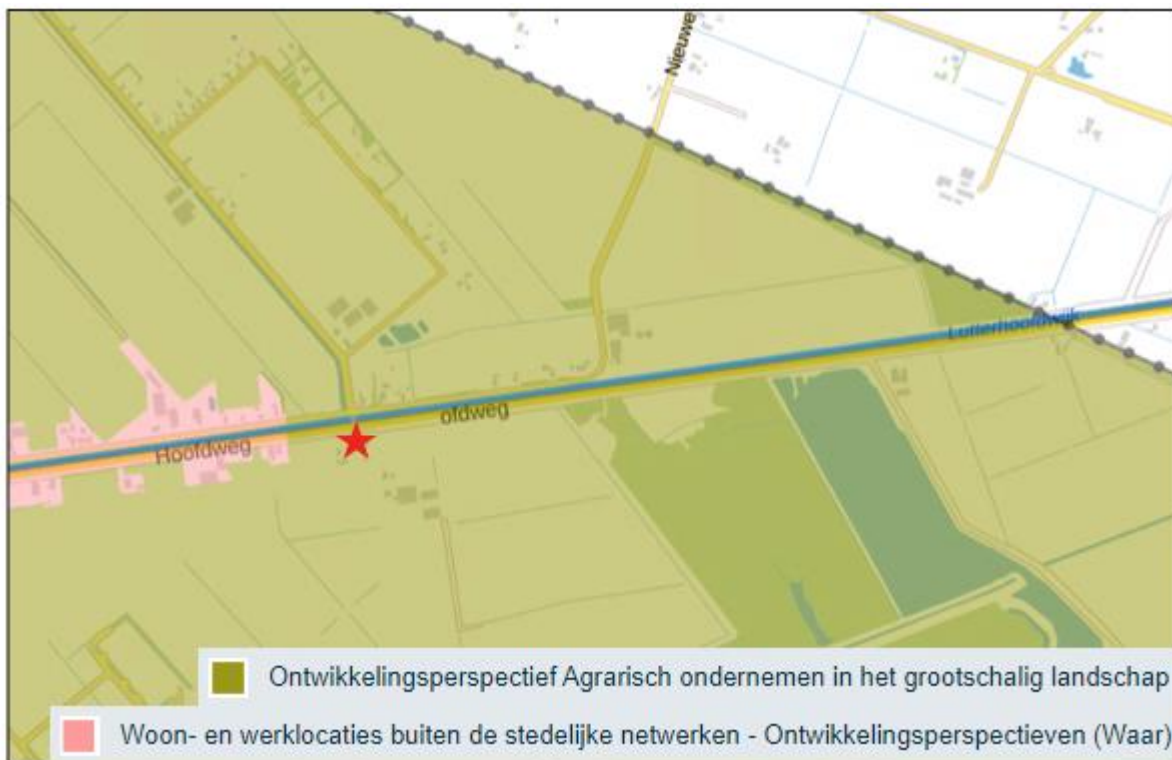 Nieuwe
Lutterhoofdwijk
ofdweg
Hoofdweg
Ontwikkelingsperspectief Agrarisch ondernemen in het grootschalig landschap
Woon- en werklocaties buiten de stedelijke netwerken - Ontwikkelingsperspectieven (Waar)